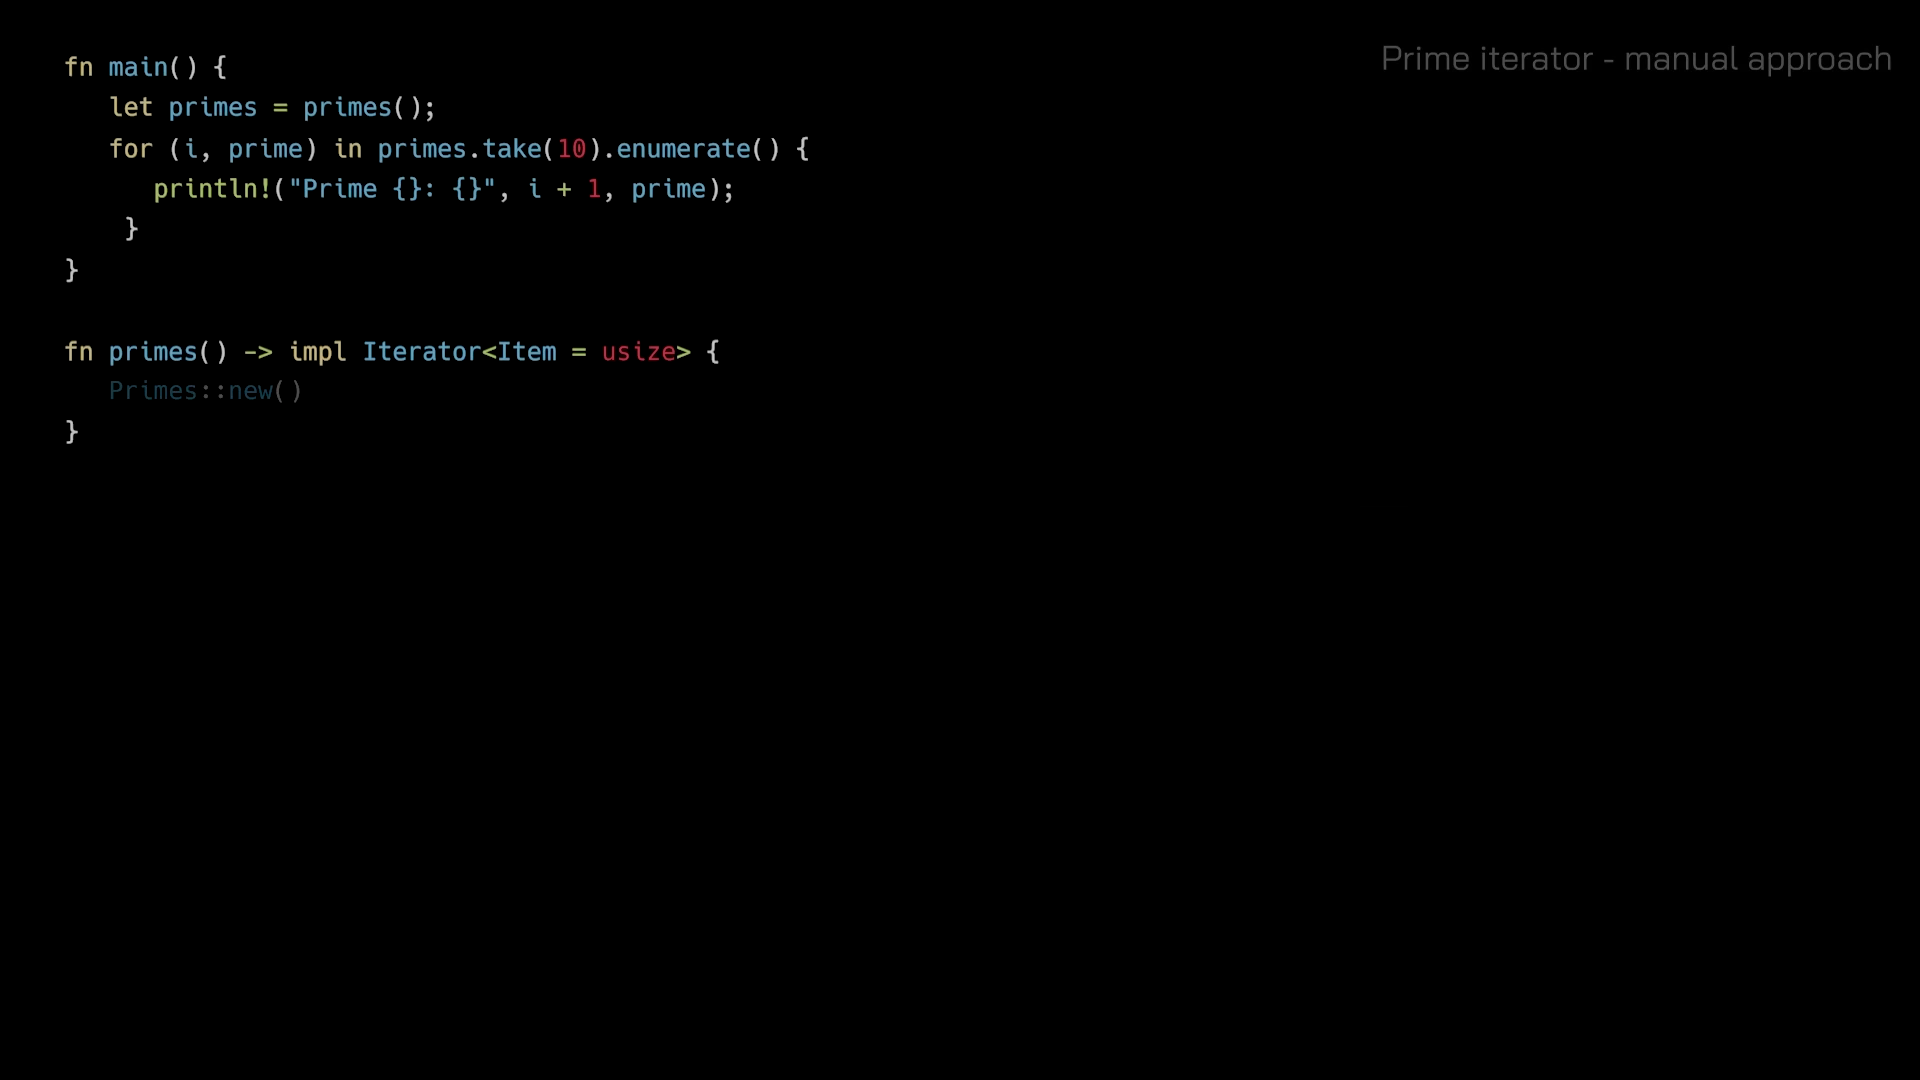 Prime iterator - manual approach
fn main() {
   let primes = primes();
   for (i, prime) in primes.take(10).enumerate() {
      println!("Prime {}: {}", i + 1, prime);
    }
}

fn primes() -> impl Iterator<Item = usize> {
   Primes::new()
}